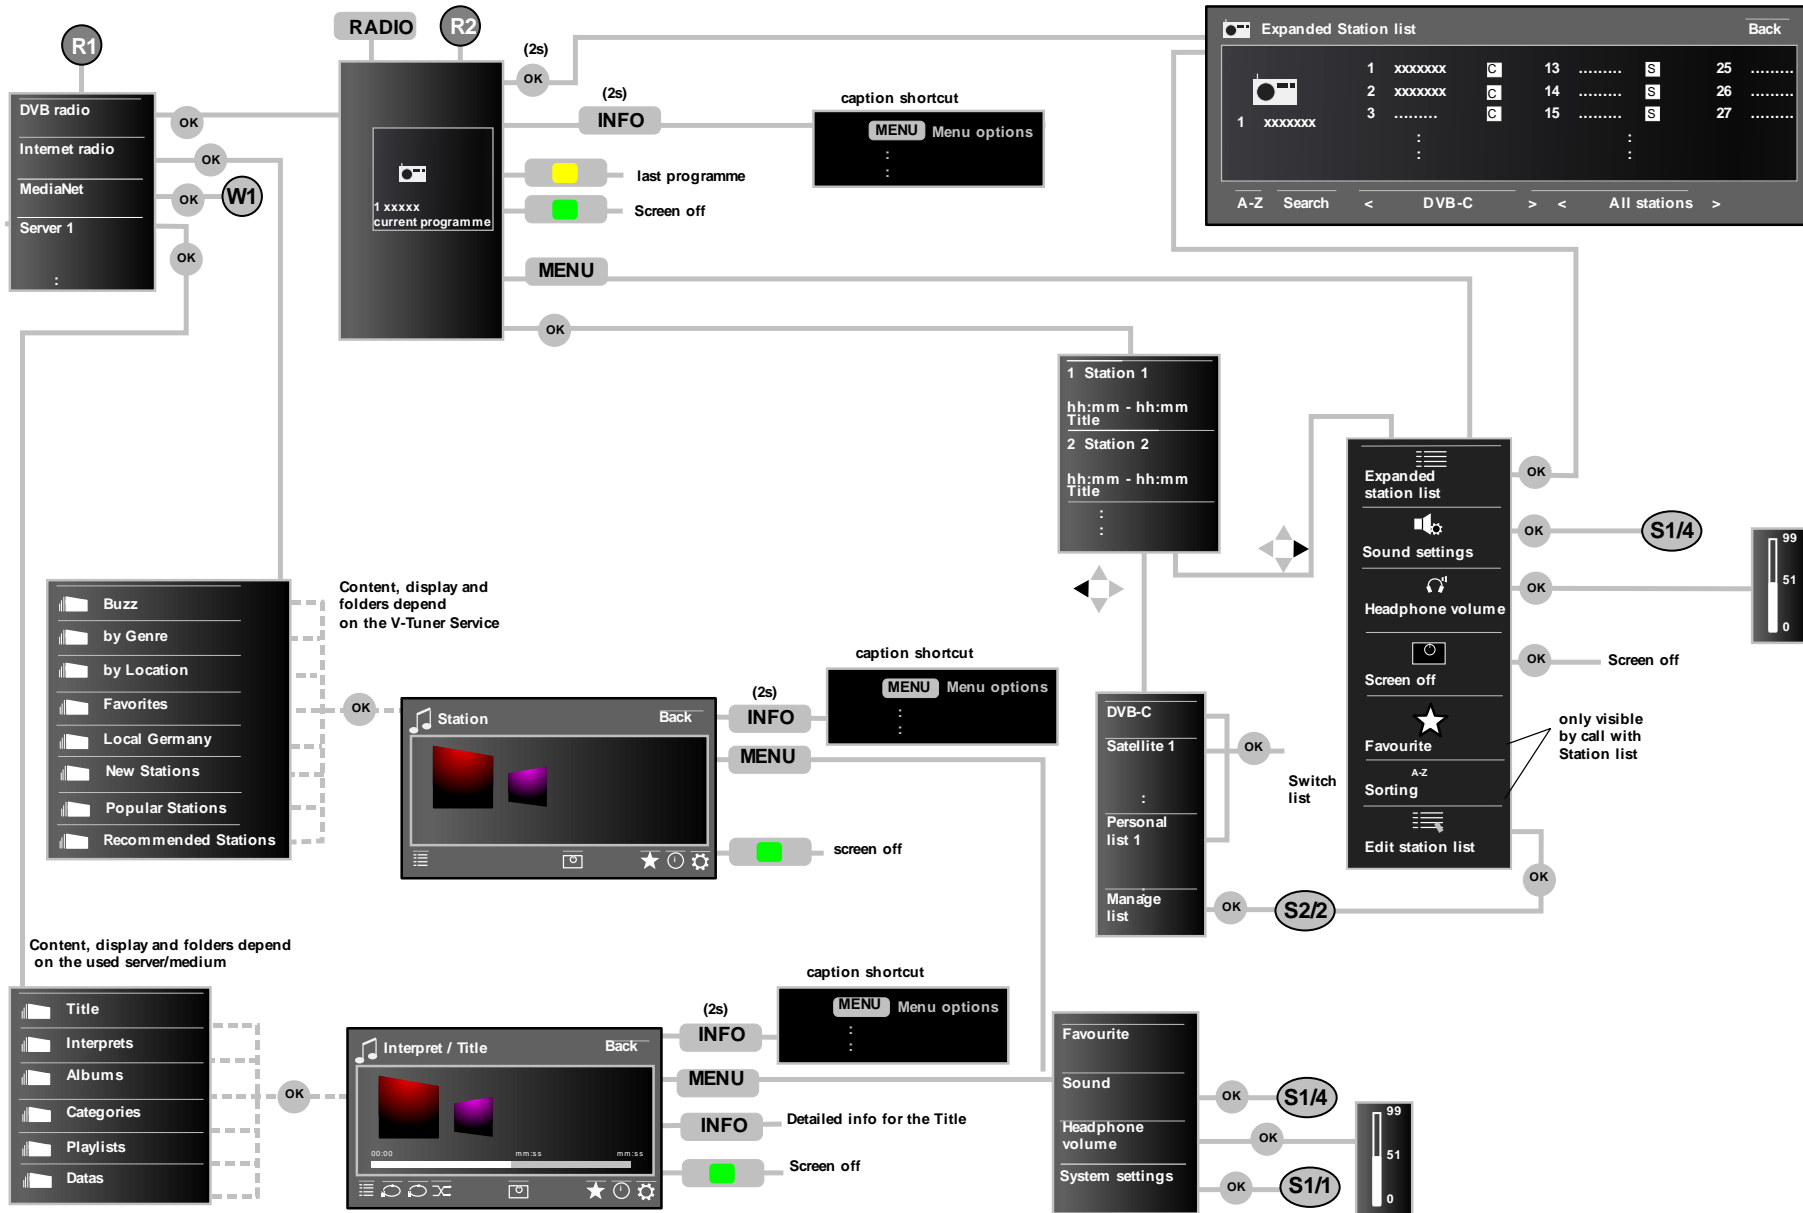 R1
DVB radio
Internet radio
MediaNet
Server 1
:
OK
OK
OK
W1
OK
RADIO
R2
1 xxxxx
current programme
(2s)
OK
(2s)
INFO
caption shortcut
MENU Menu options
:
:
last programme
Screen off
MENU
OK
Expanded Station list
Back
1 xxxxxxx
1 xxxxxxx C 13 ......... S 25 .........
2 xxxxxxx C 14 ......... S 26 .........
3 ......... C 15 ......... S 27 .........
: :
: :
A-Z Search < DVB-C > < All stations >
1 Station 1
hh:mm - hh:mm
Title
2 Station 2
hh:mm - hh:mm
Title
:
:
Expanded
station list
OK
Sound settings
OK
S1/4
Headphone volume
OK
99
51
0
Screen off
OK
Screen off
Favourite
A-Z
Sorting
only visible
by call with
Station list
Edit station list
OK
DVB-C
Satellite 1
:
Personal
list 1
:
Manage
list
OK
Switch
list
OK
S2/2
Buzz
by Genre
by Location
Favorites
Local Germany
New Stations
Popular Stations
Recommended Stations
Content, display and
folders depend
on the V-Tuner Service
OK
Station
Back
(2s)
INFO
caption shortcut
MENU Menu options
:
:
MENU
screen off
Content, display and folders depend
on the used server/medium
Title
Interprets
Albums
Categories
Playlists
Datas
OK
Interpret / Title
Back
00:00 mm:ss mm:ss
(2s)
INFO
caption shortcut
MENU Menu options
:
:
MENU
INFO
Detailed info for the Title
Screen off
Favourite
Sound
OK
S1/4
Headphone
volume
OK
99
51
0
System settings
OK
S1/1